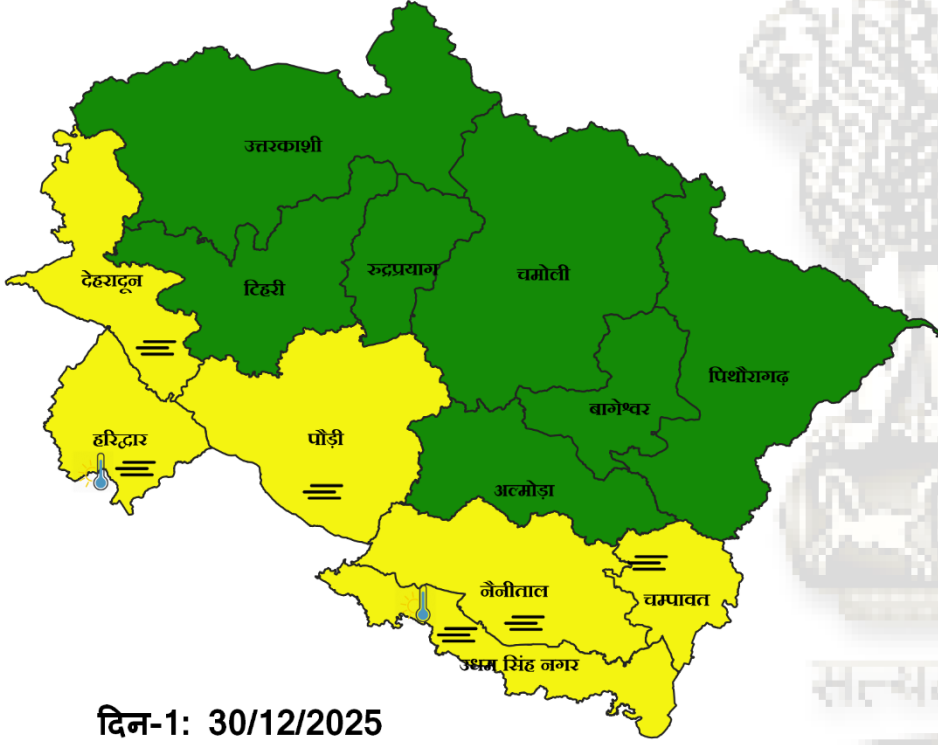 उत्तरकाशी
देहरादून
टिहरी
रुद्रप्रयाग
चमोली
पिथौरागढ़
बागेश्वर
हरिद्वार
पौड़ी
अल्मोड़ा
नैनीताल
चम्पावत
उधम सिंह नगर
दिन-1: 30/12/2025